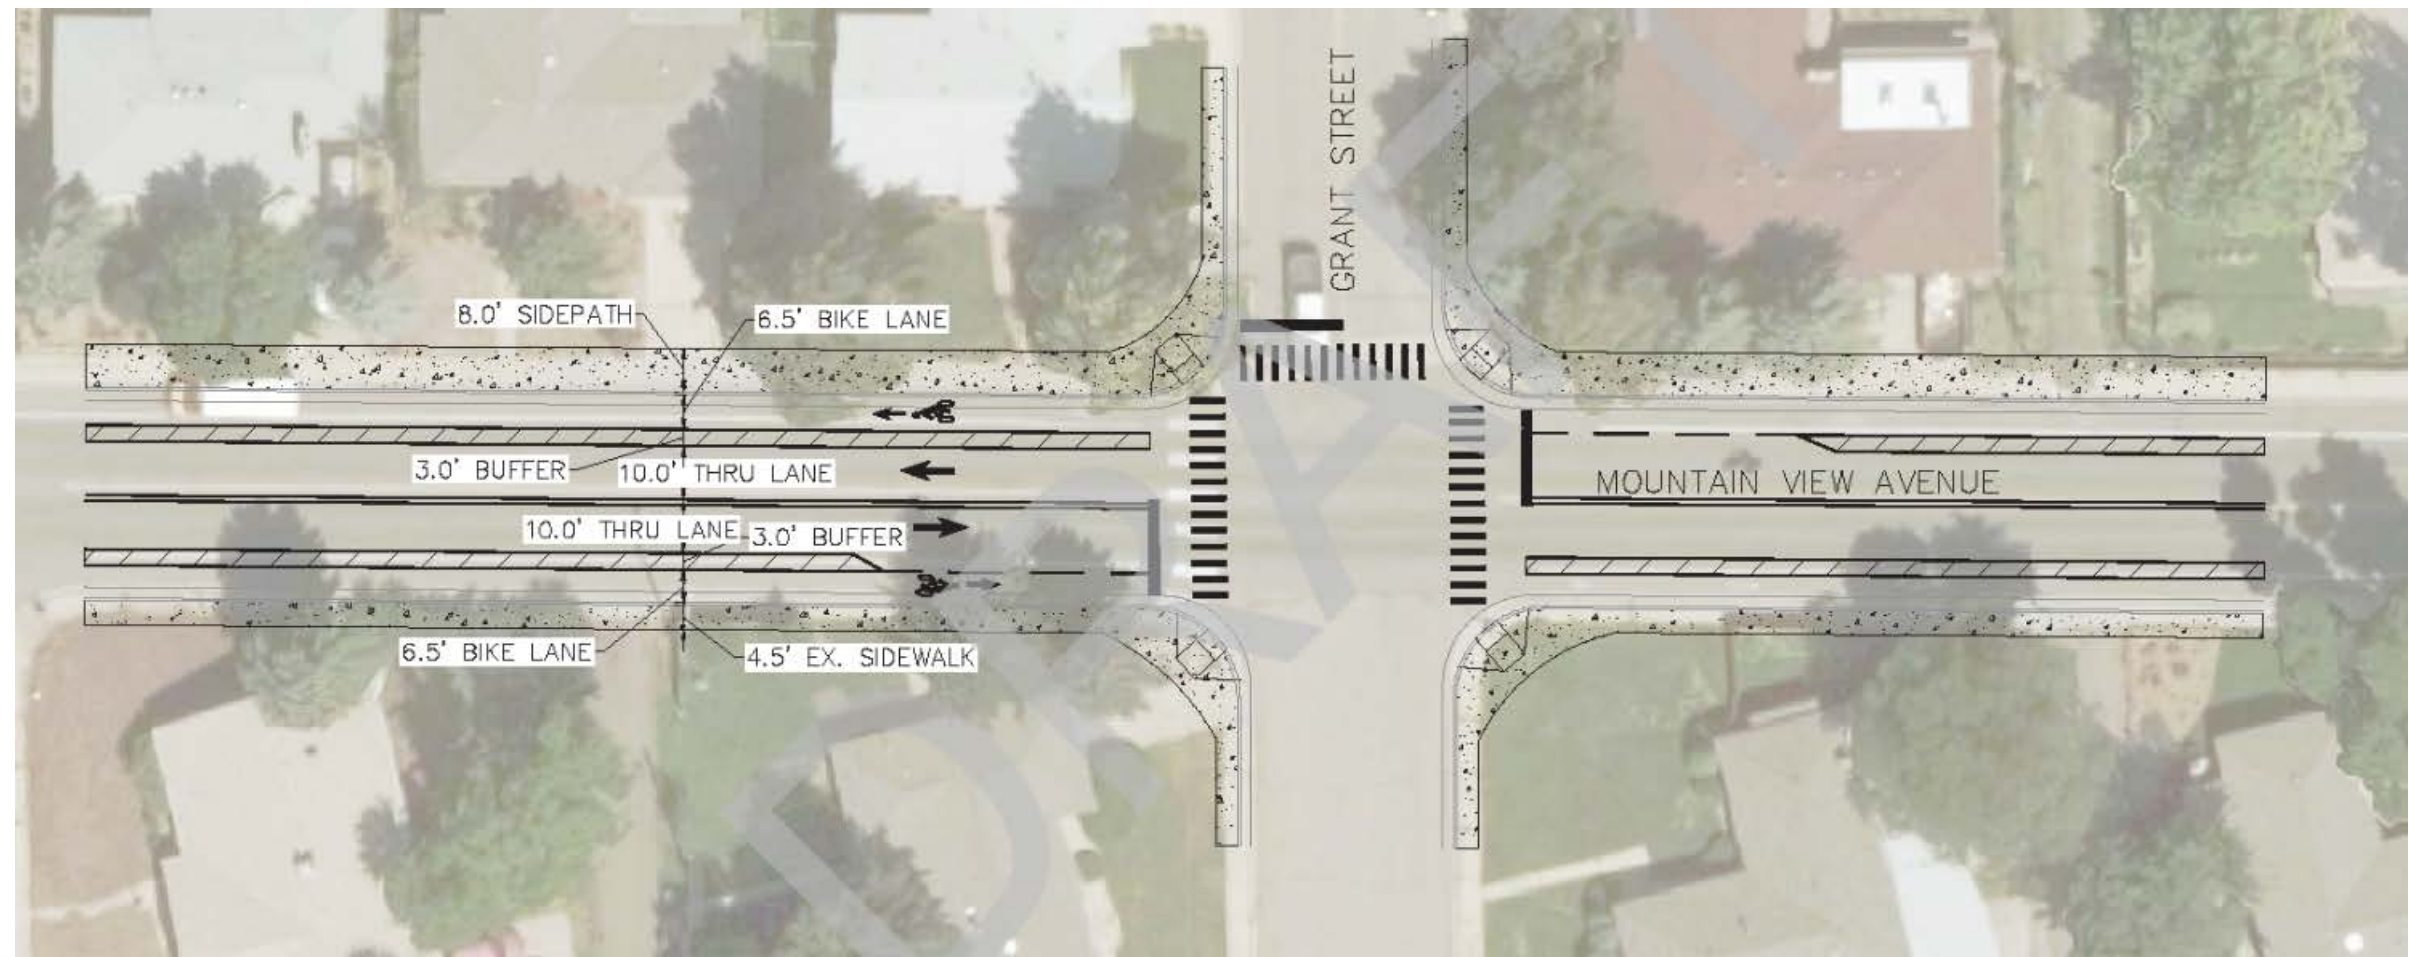 GRANT STREET
8.0' SIDEPATH
6.5' BIKE LANE
3.0' BUFFER
10.0' THRU LANE
MOUNTAIN VIEW AVENUE
10.0' THRU LANE
3.0' BUFFER
6.5' BIKE LANE
4.5' EX. SIDEWALK
DRAFT